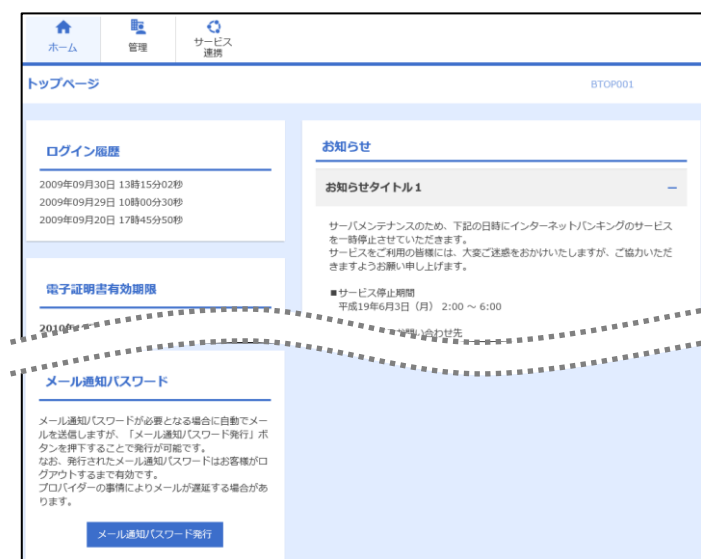 ホーム
管理
サービス
連携
トップページ
BTOP001
ログイン履歴
2009年09月30日 13時15分02秒
2009年09月29日 10時00分30秒
2009年09月20日 17時45分50秒
電子証明書有効期限
2010年
メール通知パスワード
メール通知パスワードが必要となる場合に自動でメー
ルを送信しますが、「メール通知パスワード発行」ボ
タンを押下することで発行が可能です。
なお、発行されたメール通知パスワードはお客様がロ
グアウトするまで有効です。
プロバイダーの事情によりメールが遅延する場合があ
ります。
メール通知パスワード発行
お知らせ
お知らせタイトル1
サーバメンテナンスのため、下記の日時にインターネットバンキングのサービス
を一時停止させていただきます。
サービスをご利用の皆様には、大変ご迷惑をおかけいたしますが、ご協力いただ
きますようお願い申し上げます。
■サービス停止期間
平成19年6月3日（月） 2:00 ～ 6:00
問い合わせ先